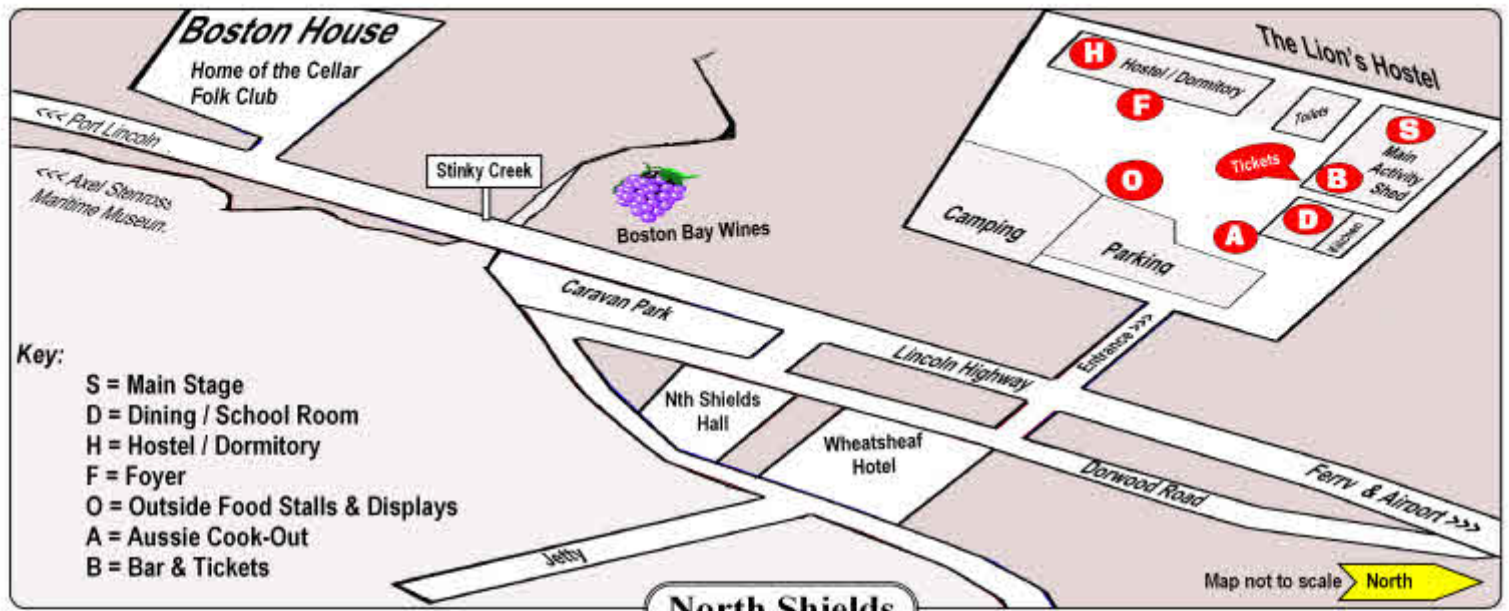 Boston House
Home of the Cellar
Folk Club
<<< Port Lincoln
<<< Axel Stenross
Maritime Museum.
Stinky Creek
Boston Bay Wines
The Lion's Hostel
H
Hostel / Dormitory
F
Toilets
S
Main
Activity
Shed
Tickets
B
O
D
Kitchen
A
Camping
Parking
Entrance >>>
Caravan Park
Lincoln Highway
Nth Shields
Hall
Wheatsheaf
Hotel
Dorwood Road
Ferry & Airport >>>
Jetty
Key:
S = Main Stage
D = Dining / School Room
H = Hostel / Dormitory
F = Foyer
O = Outside Food Stalls & Displays
A = Aussie Cook-Out
B = Bar & Tickets
Map not to scale
North
North Shields